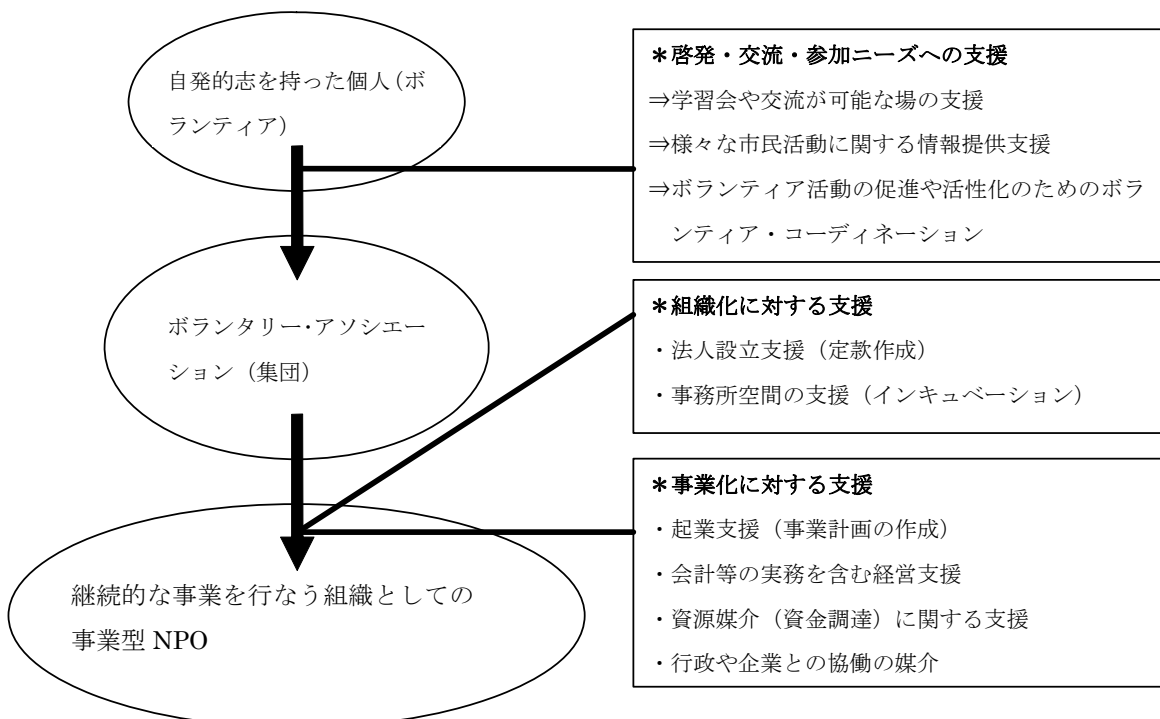 自発的志を持った個人（ボ
ランティア）
＊啓発・交流・参加ニーズへの支援
⇒学習会や交流が可能な場の支援
⇒様々な市民活動に関する情報提供支援
⇒ボランティア活動の促進や活性化のためのボラ
ンティア・コーディネーション
ボランタリー・アソシエー
ション（集団）
＊組織化に対する支援
・法人設立支援（定款作成）
・事務所空間の支援（インキュベーション）
継続的な事業を行なう組織としての
事業型 NPO
＊事業化に対する支援
・起業支援（事業計画の作成）
・会計等の実務を含む経営支援
・資源媒介（資金調達）に関する支援
・行政や企業との協働の媒介